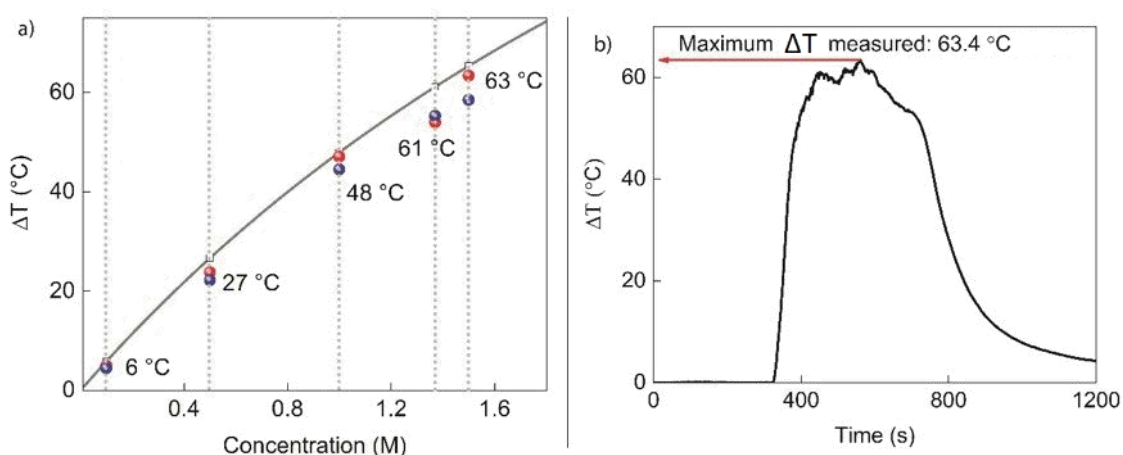 a)
ΔT (°C)
60
40
20
0
63 °C
61 °C
48 °C
27 °C
6 °C
0.4 0.8 1.2 1.6
Concentration (M)
b)
Maximum ΔT measured: 63.4 °C
ΔT (°C)
60
40
20
0
0 400 800 1200
Time (s)